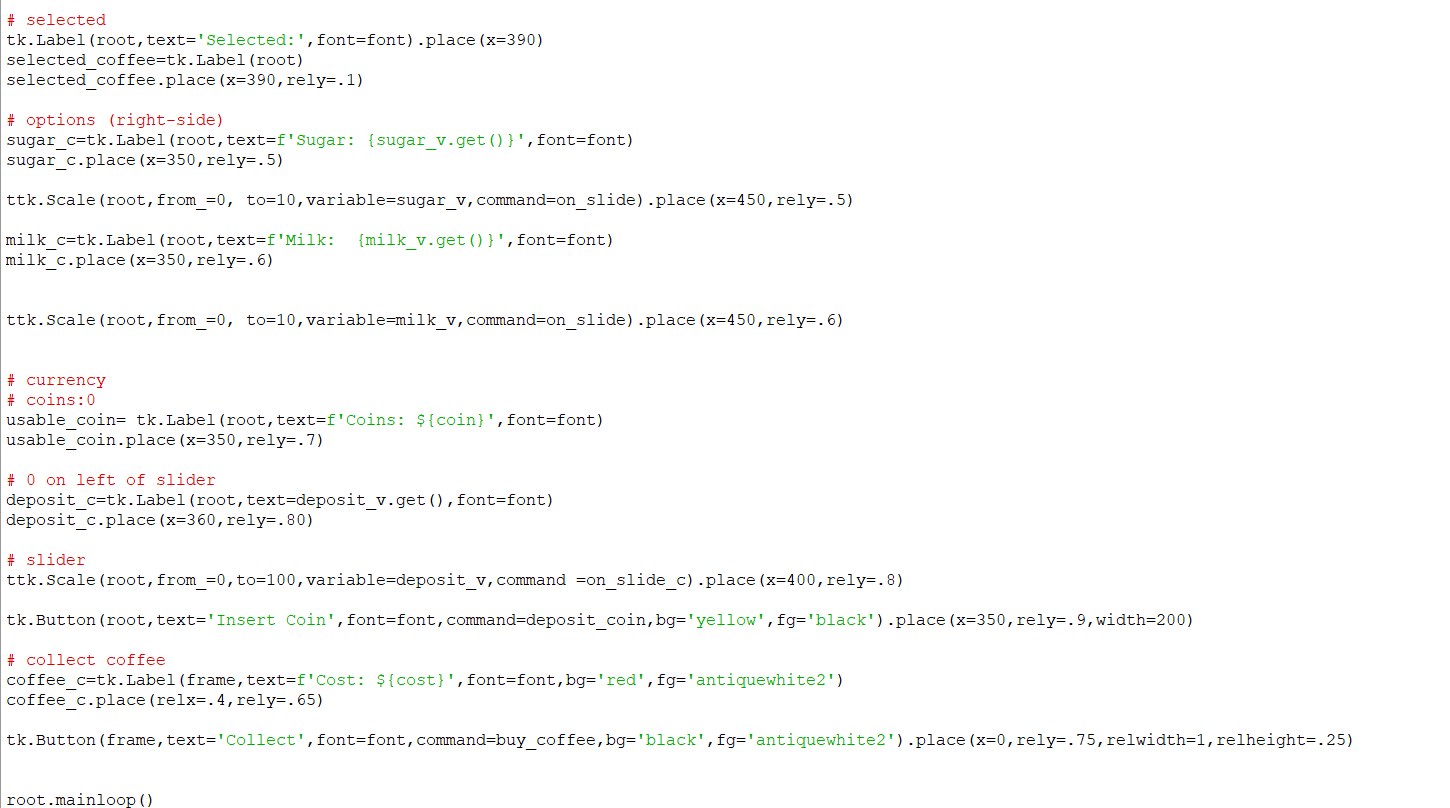 # selected
tk.Label(root,text='Selected:',font=font).place(x=390)
selected_coffee=tk.Label(root)
selected_coffee.place(x=390,rely=.1)
# options (right-side)
sugar_c=tk.Label(root,text=f'Sugar: {sugar_v.get()}',font=font)
sugar_c.place(x=350,rely=.5)
ttk.Scale(root,from_=0, to=10,variable=sugar_v,command=on_slide).place(x=450,rely=.5)
milk_c=tk.Label(root,text=f'Milk:  {milk_v.get()}',font=font)
milk_c.place(x=350,rely=.6)
ttk.Scale(root,from_=0, to=10,variable=milk_v,command=on_slide).place(x=450,rely=.6)
# currency
# coins:0
usable_coin= tk.Label(root,text=f'Coins: ${coin}',font=font)
usable_coin.place(x=350,rely=.7)
# 0 on left of slider
deposit_c=tk.Label(root,text=deposit_v.get(),font=font)
deposit_c.place(x=360,rely=.80)
# slider
ttk.Scale(root,from_=0,to=100,variable=deposit_v,command =on_slide_c).place(x=400,rely=.8)
tk.Button(root,text='Insert Coin',font=font,command=deposit_coin,bg='yellow',fg='black').place(x=350,rely=.9,width=200)
# collect coffee
coffee_c=tk.Label(frame,text=f'Cost: ${cost}',font=font,bg='red',fg='antiquewhite2')
coffee_c.place(relx=.4,rely=.65)
tk.Button(frame,text='Collect',font=font,command=buy_coffee,bg='black',fg='antiquewhite2').place(x=0,rely=.75,relwidth=1,relheight=.25)
root.mainloop()